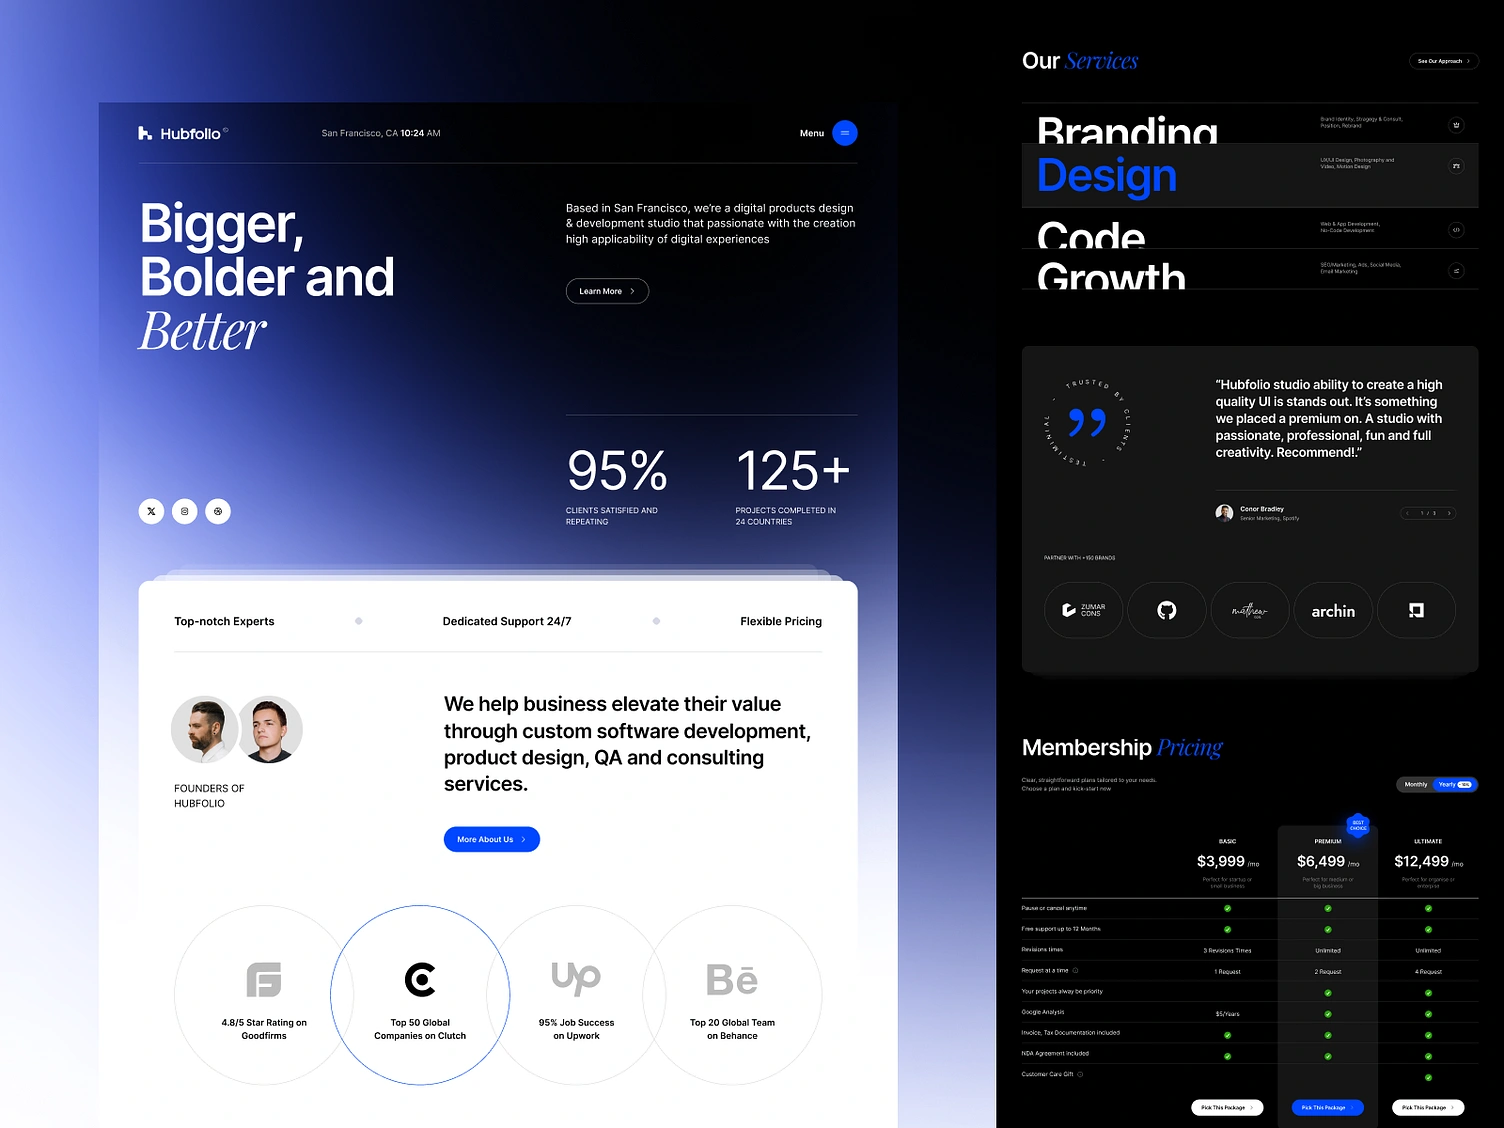 Hubfolio
San Francisco, CA 10:24 AM
Menu
Bigger,
Bolder and
Better
Based in San Francisco, we're a digital products design
& development studio that passionate with the creation
high applicability of digital experiences
Learn More
95%
CLIENTS SATISFIED AND
REPEATING
125+
PROJECTS COMPLETED IN
24 COUNTRIES
Top-notch Experts
Dedicated Support 24/7
Flexible Pricing
FOUNDERS OF
HUBFOLIO
We help business elevate their value
through custom software development,
product design, QA and consulting
services.
More About Us
4.8/5 Star Rating on
Goodfirms
Top 50 Global
Companies on Clutch
Up
95% Job Success
on Upwork
Bē
Top 20 Global Team
on Behance
Our Services
See Our Approach
Branding
Brand Identity, Stragegy & Consult,
Position, Rebrand
Design
UX/UI Design, Photography and
Video, Motion Design
Code
Web & App Development,
No-Code Development
Growth
SEO/Marketing, Ads, Social Media,
Email Marketing
TRUSTED BY CLIENTS - TESTIMINAL -
“Hubfolio studio ability to create a high
quality UI is stands out. It's something
we placed a premium on. A studio with
passionate, professional, fun and full
creativity. Recommend!.”
Conor Bradley
Senior Marketing, Spotify
1 / 3
PARTNER WITH +150 BRANDS
ZUMAR
CONS
mathew
archin
Membership Pricing
Clear, straightforward plans tailored to your needs.
Choose a plan and kick-start now
Monthly
Yearly
BEST
CHOICE
BASIC
$3,999 /mo
Perfect for startup or
small business
PREMIUM
$6,499 /mo
Perfect for medium or
big business
ULTIMATE
$12,499 /mo
Perfect for organise or
enterprise
Pause or cancel anytime
Free support up to 12 Months
Revisions times
3 Revisions Times
Unlimited
Unlimited
Request at a time
1 Request
2 Request
4 Request
Your projects alway be priority
Google Analysis
$5/Years
Invoice, Tax Documentation included
NDA Agreement included
Customer Care Gift
Pick This Package
Pick This Package
Pick This Package